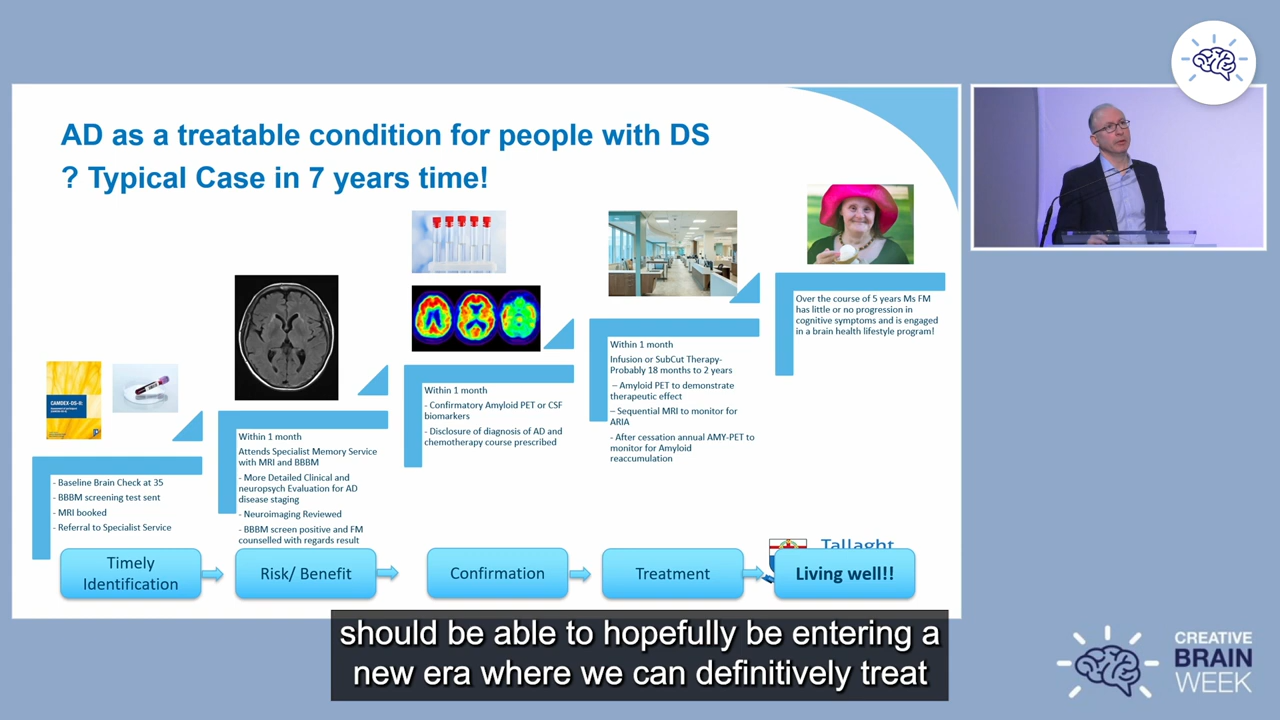 AD as a treatable condition for people with DS
? Typical Case in 7 years time!
CAMDEX-DS-II:
- Baseline Brain Check at 35
- BBBM screening test sent
- MRI booked
- Referral to Specialist Service
Within 1 month
Attends Specialist Memory Service
with MRI and BBBM
- More Detailed Clinical and
neuropsych Evaluation for AD
disease staging
- Neuroimaging Reviewed
- BBBM screen positive and FM
counselled with regards result
Within 1 month
- Confirmatory Amyloid PET or CSF
biomarkers
- Disclosure of diagnosis of AD and
chemotherapy course prescribed
Within 1 month
Infusion or SubCut Therapy-
Probably 18 months to 2 years
– Amyloid PET to demonstrate
therapeutic effect
– Sequential MRI to monitor for
ARIA
- After cessation annual AMY-PET to
monitor for Amyloid
reaccumulation
Over the course of 5 years Ms FM
has little or no progression in
cognitive symptoms and is engaged
in a brain health lifestyle program!
Tallaght
Timely
Identification
Risk/ Benefit
Confirmation
Treatment
Living well!!
should be able to hopefully be entering a
new era where we can definitively treat
CREATIVE
BRAIN
WEEK